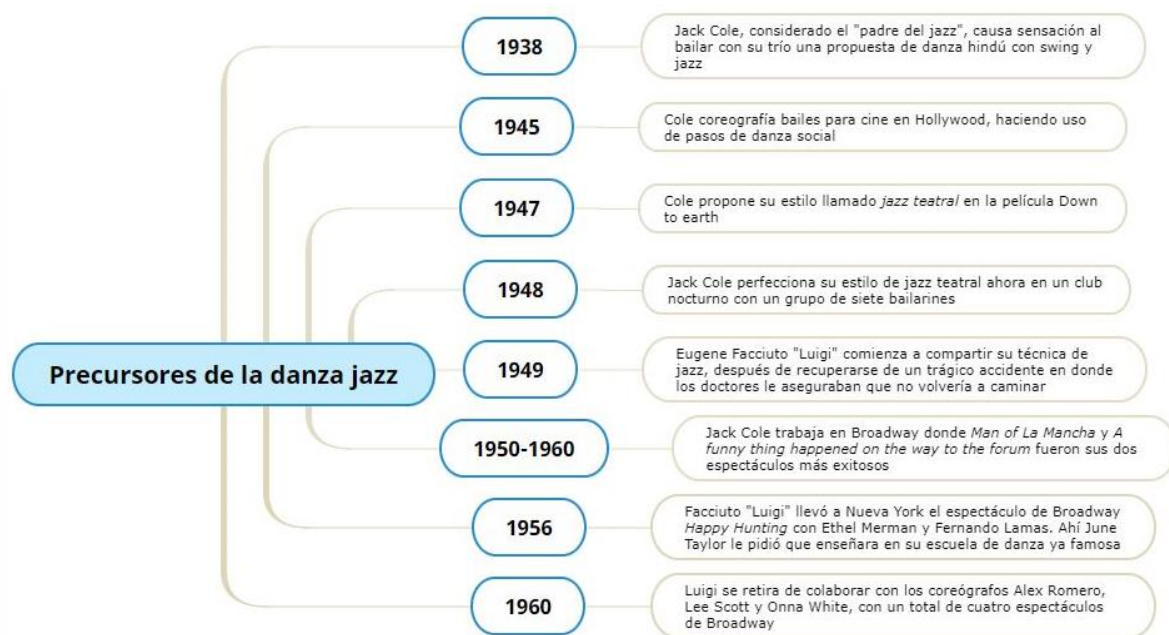 1938
Jack Cole, considerado el "padre del jazz", causa sensación al
bailar con su trío una propuesta de danza hindú con swing y
jazz
1945
Cole coreografía bailes para cine en Hollywood, haciendo uso
de pasos de danza social
1947
Cole propone su estilo llamado jazz teatral en la película Down
to earth
1948
Jack Cole perfecciona su estilo de jazz teatral ahora en un club
nocturno con un grupo de siete bailarines
Precursores de la danza jazz
1949
Eugene Facciuto "Luigi" comienza a compartir su técnica de
jazz, después de recuperarse de un trágico accidente en donde
los doctores le aseguraban que no volvería a caminar
1950-1960
Jack Cole trabaja en Broadway donde Man of La Mancha y A
funny thing happened on the way to the forum fueron sus dos
espectáculos más exitosos
1956
Facciuto "Luigi" llevó a Nueva York el espectáculo de Broadway
Happy Hunting con Ethel Merman y Fernando Lamas. Ahí June
Taylor le pidió que enseñara en su escuela de danza ya famosa
1960
Luigi se retira de colaborar con los coreógrafos Alex Romero,
Lee Scott y Onna White, con un total de cuatro espectáculos
de Broadway